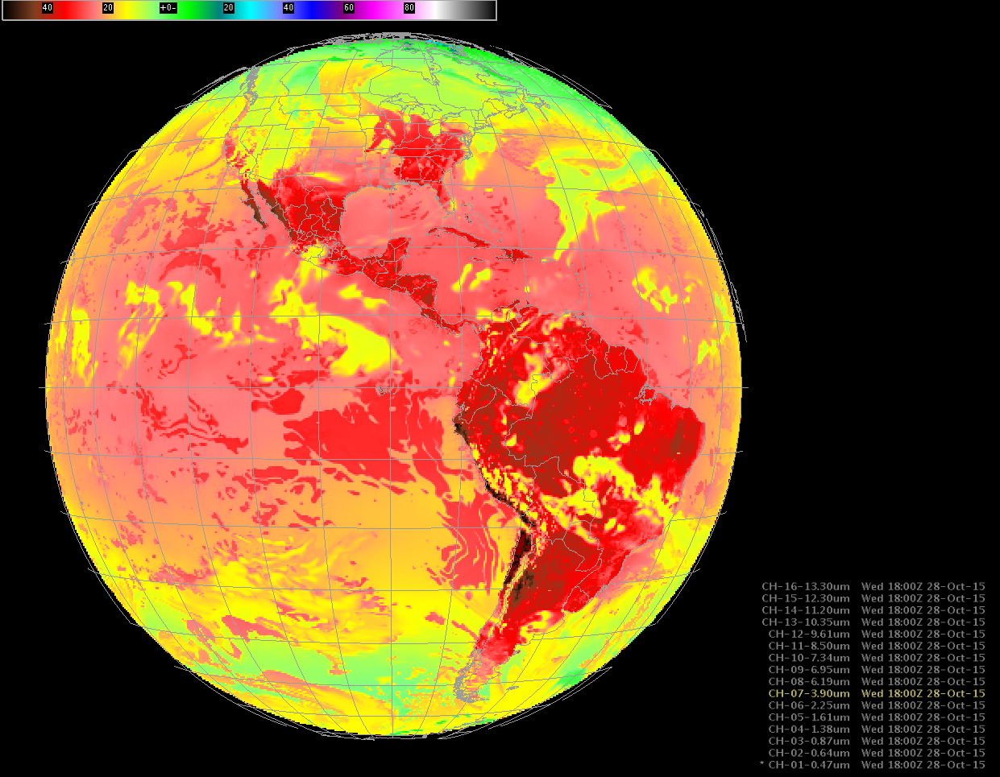 40 20 +0- 20 40 60 80
CH-16-13.30um Wed 18:00Z 28-Oct-15
CH-15-12.30um Wed 18:00Z 28-Oct-15
CH-14-11.20um Wed 18:00Z 28-Oct-15
CH-13-10.35um Wed 18:00Z 28-Oct-15
CH-12-9.61um Wed 18:00Z 28-Oct-15
CH-11-8.50um Wed 18:00Z 28-Oct-15
CH-10-7.34um Wed 18:00Z 28-Oct-15
CH-09-6.95um Wed 18:00Z 28-Oct-15
CH-08-6.19um Wed 18:00Z 28-Oct-15
CH-07-3.90um Wed 18:00Z 28-Oct-15
CH-06-2.25um Wed 18:00Z 28-Oct-15
CH-05-1.61um Wed 18:00Z 28-Oct-15
CH-04-1.38um Wed 18:00Z 28-Oct-15
CH-03-0.87um Wed 18:00Z 28-Oct-15
CH-02-0.64um Wed 18:00Z 28-Oct-15
* CH-01-0.47um Wed 18:00Z 28-Oct-15